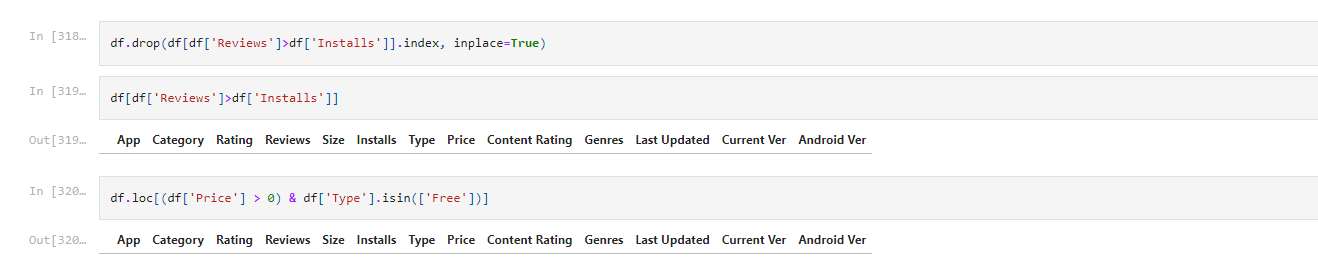 In [318… df.drop(df[df['Reviews']>df['Installs']].index, inplace=True)
In [319… df[df['Reviews']>df['Installs']]
Out[319… App Category Rating Reviews Size Installs Type Price Content Rating Genres Last Updated Current Ver Android Ver
In [320… df.loc[(df['Price'] > 0) & df['Type'].isin(['Free'])]
Out[320… App Category Rating Reviews Size Installs Type Price Content Rating Genres Last Updated Current Ver Android Ver